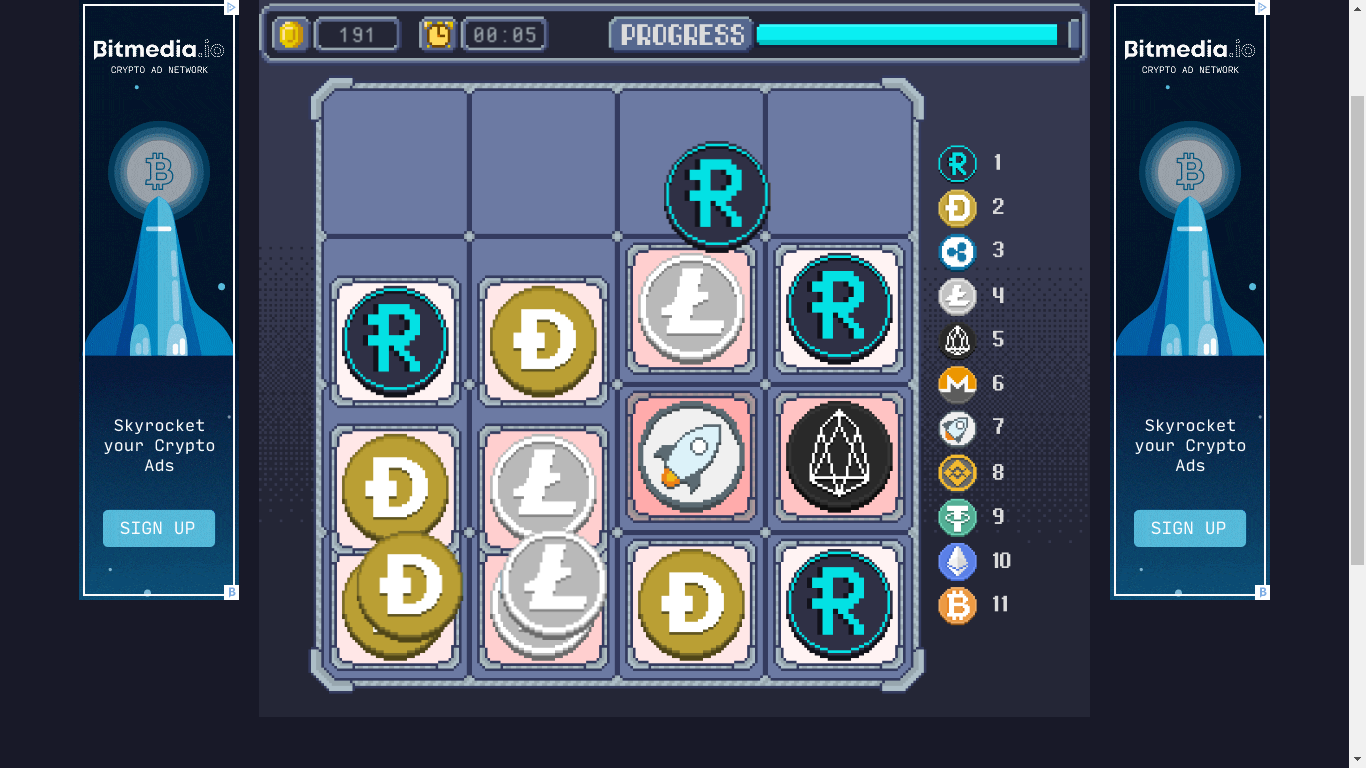 Bitmedia.io
CRYPTO AD NETWORK
Skyrocket
your Crypto
Ads
SIGN UP
191
00:05
PROGRESS
1
2
3
4
5
6
7
8
9
10
11
Bitmedia.io
CRYPTO AD NETWORK
Skyrocket
your Crypto
Ads
SIGN UP